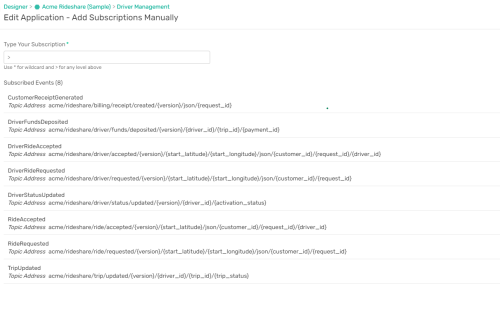 Designer > Acme Rideshare (Sample) > Driver Management
Edit Application - Add Subscriptions Manually
Type Your Subscription *
>
Use * for wildcard and > for any level above
Subscribed Events (8)
CustomerReceiptGenerated
Topic Address acme/rideshare/billing/receipt/created/{version}/json/{request_id}
DriverFundsDeposited
Topic Address acme/rideshare/driver/funds/deposited/{version}/{driver_id}/{trip_id}/{payment_id}
DriverRideAccepted
Topic Address acme/rideshare/driver/accepted/{version}/{start_latitude}/{start_longitude}/json/{customer_id}/{request_id}/{driver_id}
DriverRideRequested
Topic Address acme/rideshare/driver/requested/{version}/{start_latitude}/{start_longitude}/json/{customer_id}/{request_id}
DriverStatusUpdated
Topic Address acme/rideshare/driver/status/updated/{version}/{driver_id}/{activation_status}
RideAccepted
Topic Address acme/rideshare/ride/accepted/{version}/{start_latitude}/json/{customer_id}/{request_id}/{driver_id}
RideRequested
Topic Address acme/rideshare/ride/requested/{version}/{start_latitude}/{start_longitude}/json/{customer_id}/{request_id}
TripUpdated
Topic Address acme/rideshare/trip/updated/{version}/{driver_id}/{trip_id}/{trip_status}